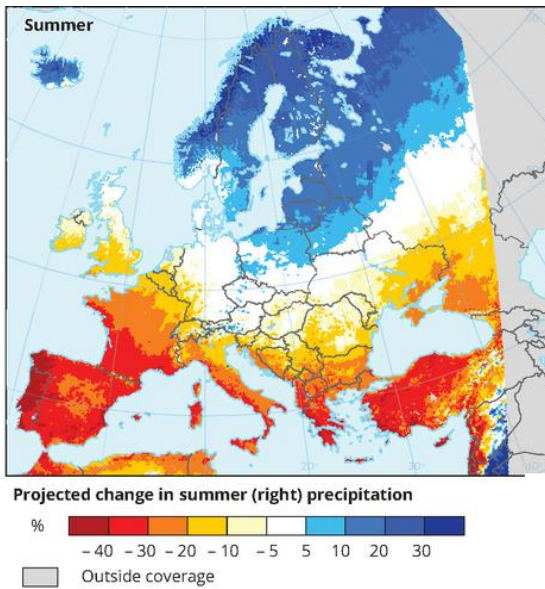 Summer
Projected change in summer (right) precipitation
%
– 40 – 30 – 20 – 10 – 5 5 10 20 30
Outside coverage